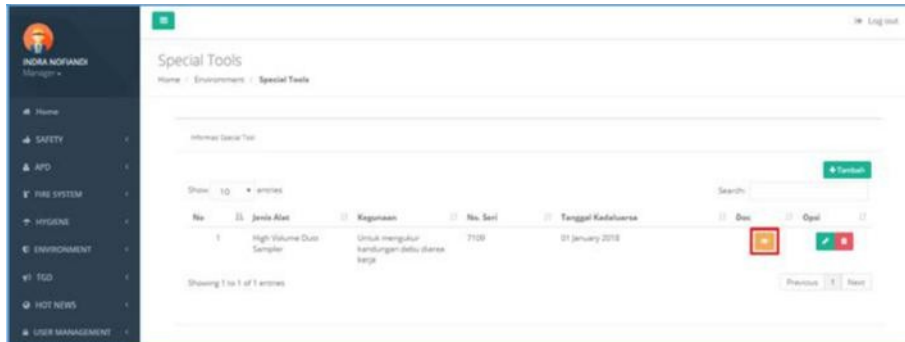 Log out
INDRA NOFIANDI
Manager
Special Tools
Home / Environment / Special Tools
Home
SAFETY
APD
FIRE SYSTEM
HYGIENE
ENVIRONMENT
TGD
HOT NEWS
USER MANAGEMENT
Informasi Special Tool
Tambah
Show 10 entries
Search:
No Jenis Alat Kegunaan No. Seri Tanggal Kadaluarsa Doc Opsi
1 High Volume Dust Sampler Untuk mengukur kandungan debu diarea kerja 7109 01 January 2018
Showing 1 to 1 of 1 entries
Previous 1 Next